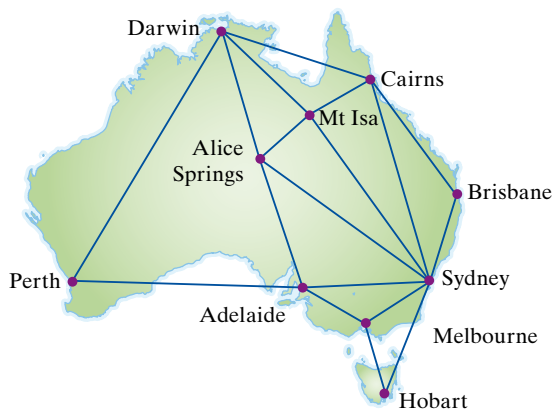 Darwin
Cairns
Mt Isa
Alice
Springs
Brisbane
Perth
Sydney
Adelaide
Melbourne
Hobart